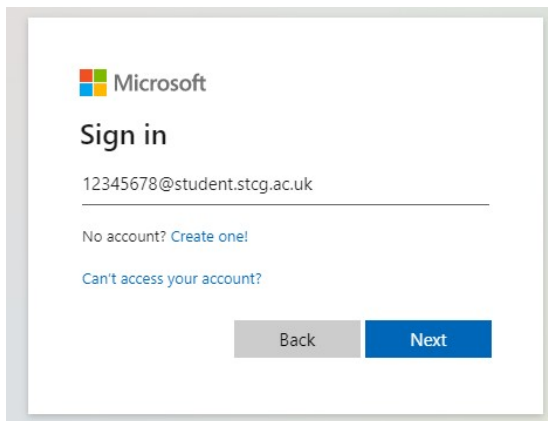 Microsoft
Sign in
12345678@student.stcg.ac.uk
No account? Create one!
Can't access your account?
Back Next